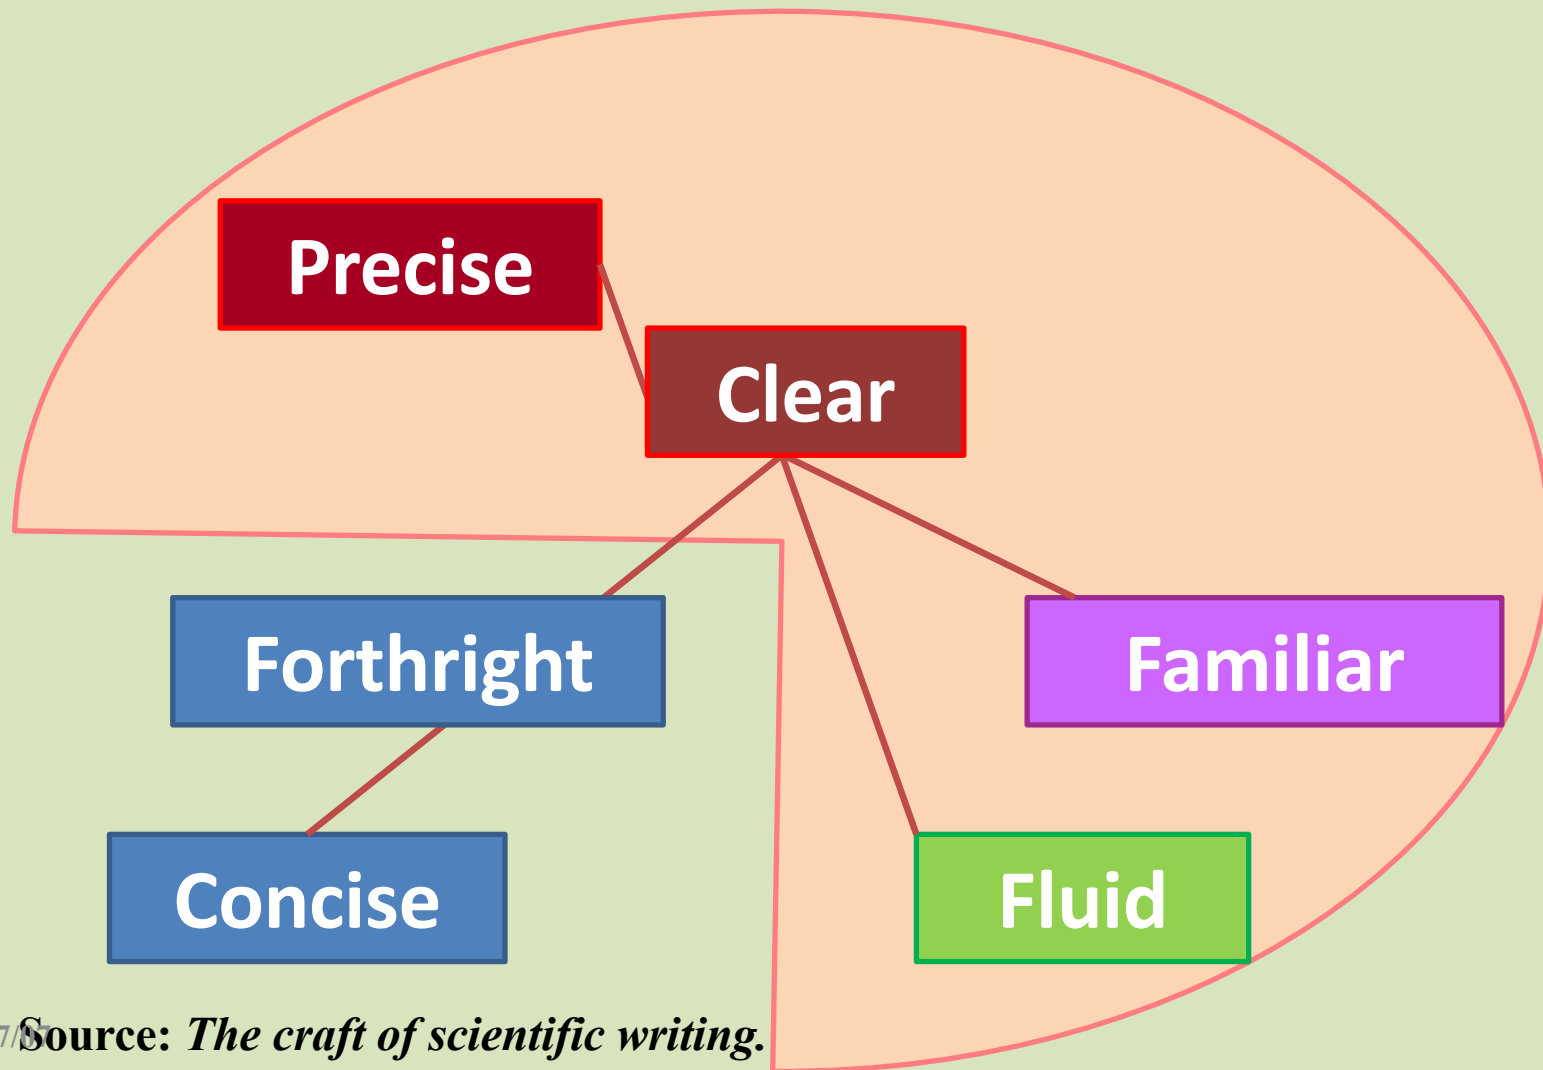 Precise
Clear
Forthright
Familiar
Concise
Fluid
Source: The craft of scientific writing.